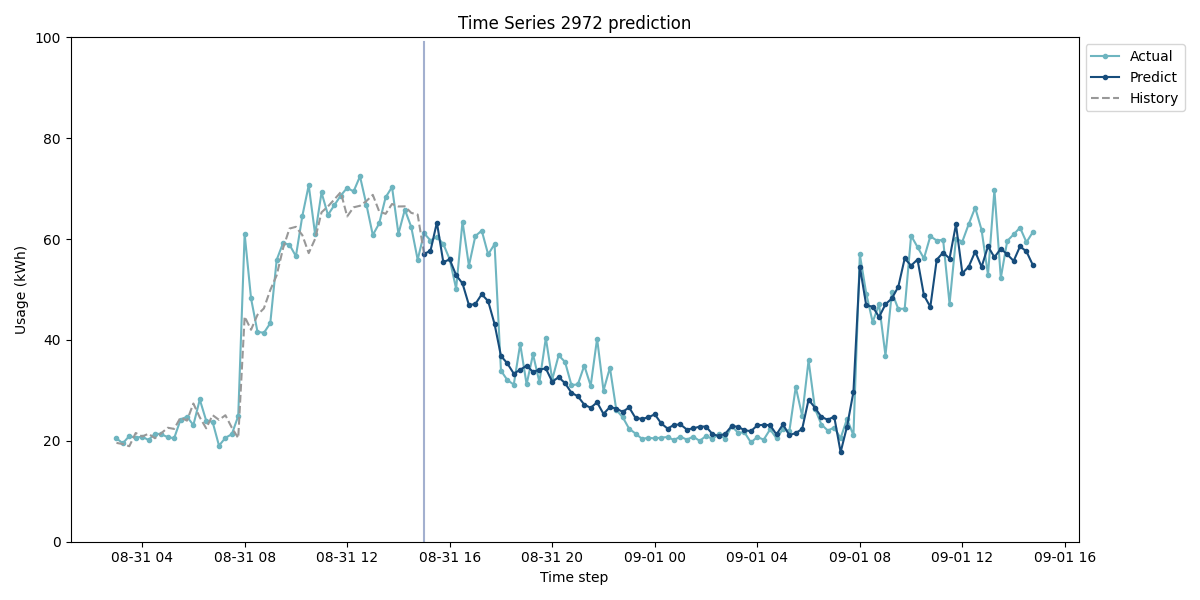 Time Series 2972 prediction
Usage (kWh)
100
80
60
40
20
0
08-31 04
08-31 08
08-31 12
08-31 16
08-31 20
09-01 00
09-01 04
09-01 08
09-01 12
09-01 16
Time step
Actual
Predict
History